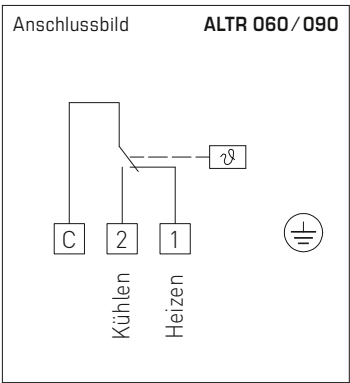 Anschlussbild ALTR 060/090
ϑ
C 2 1
Kühlen
Heizen